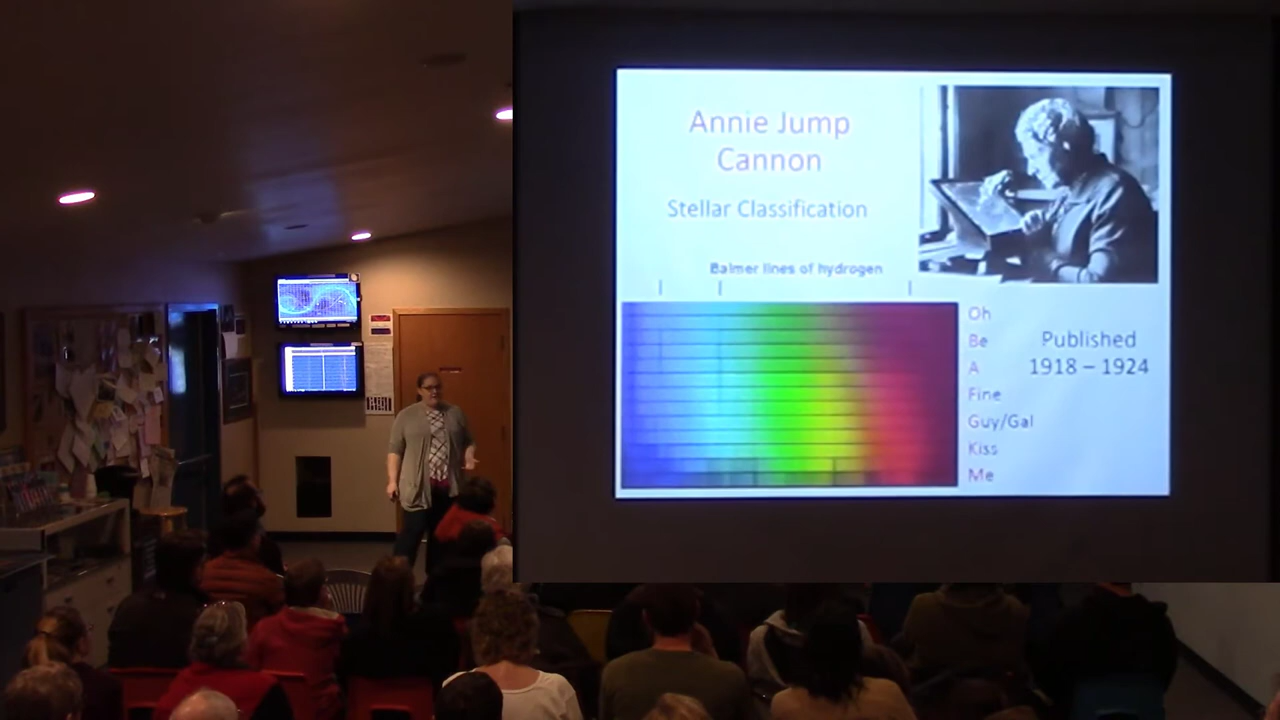 Annie Jump
Cannon
Stellar Classification
Balmer lines of hydrogen
Oh
Be
A
Fine
Guy/Gal
Kiss
Me
Published
1918 – 1924